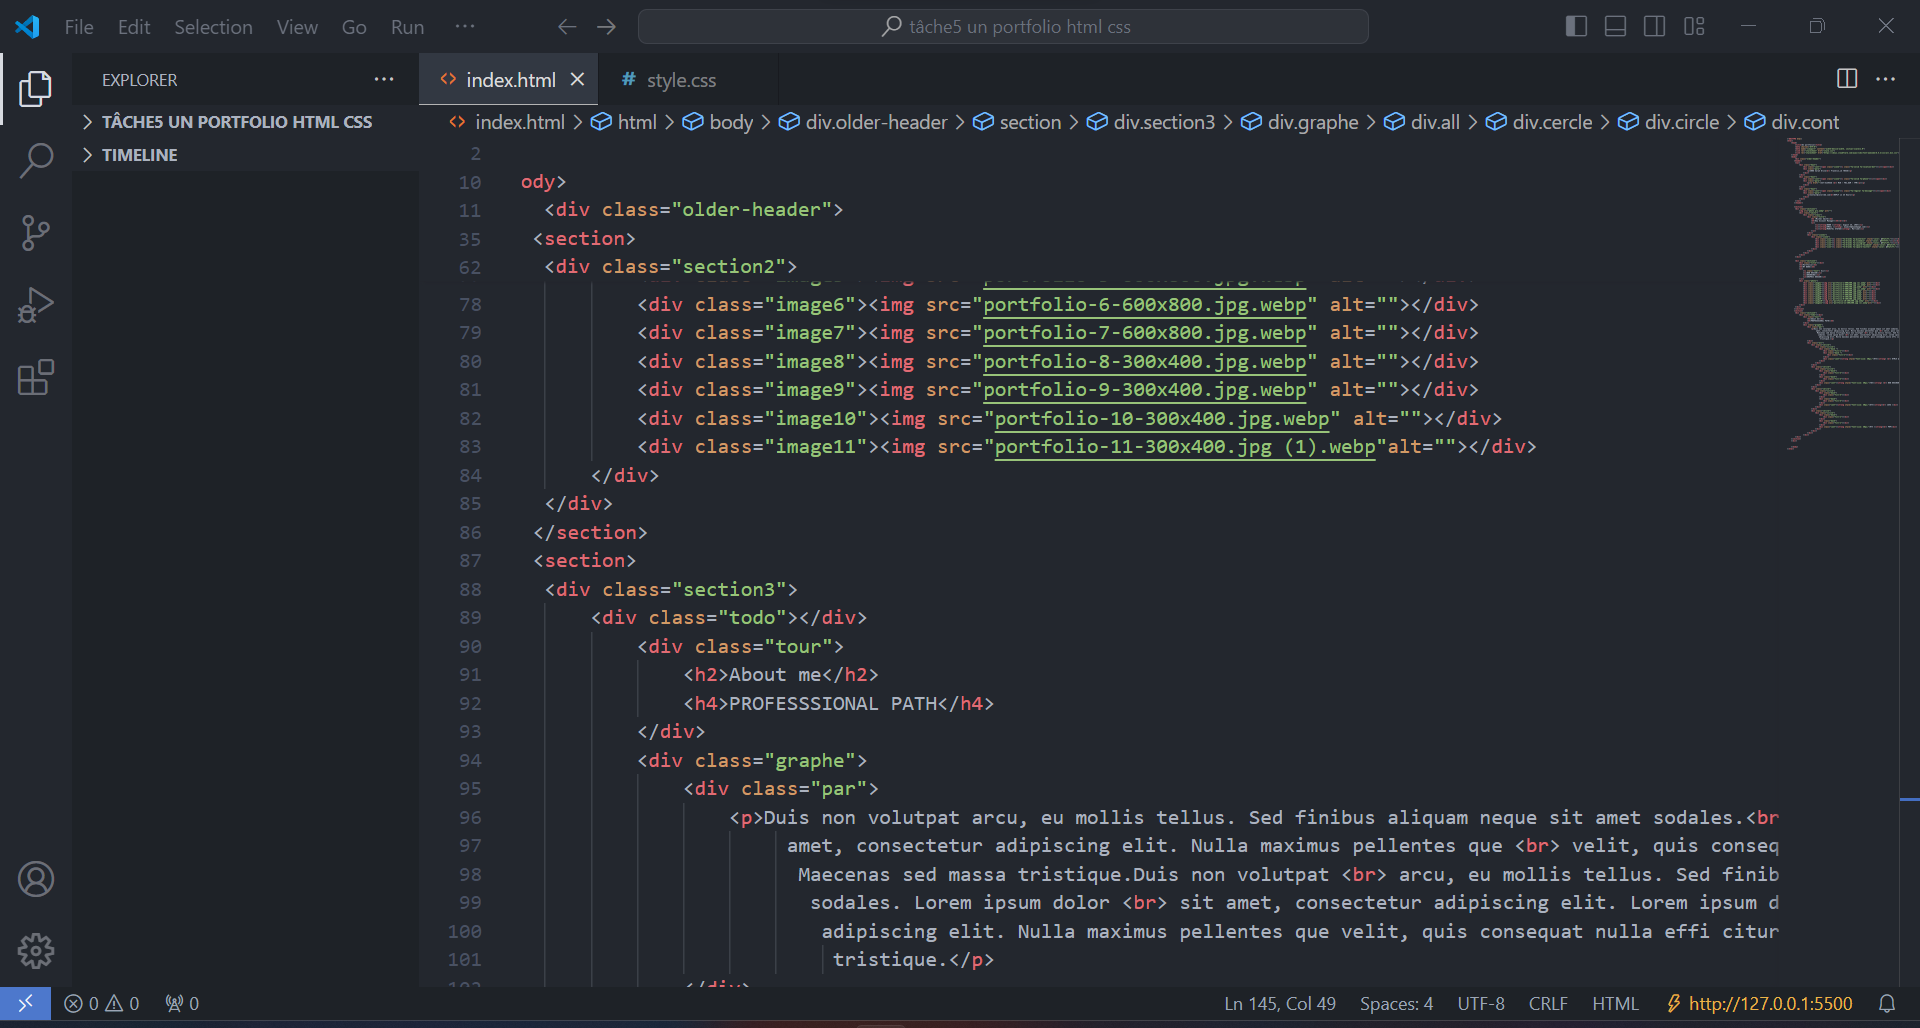 File Edit Selection View Go Run ···
tâche5 un portfolio html css
EXPLORER ···
TÂCHE5 UN PORTFOLIO HTML CSS
TIMELINE
<> index.html × # style.css
<> index.html > html > body > div.older-header > section > div.section3 > div.graphe > div.all > div.cercle > div.circle > div.cont
2
10 ody>
11 <div class="older-header">
35 <section>
62 <div class="section2">
78 <div class="image6"><img src="portfolio-6-600x800.jpg.webp" alt=""></div>
79 <div class="image7"><img src="portfolio-7-600x800.jpg.webp" alt=""></div>
80 <div class="image8"><img src="portfolio-8-300x400.jpg.webp" alt=""></div>
81 <div class="image9"><img src="portfolio-9-300x400.jpg.webp" alt=""></div>
82 <div class="image10"><img src="portfolio-10-300x400.jpg.webp" alt=""></div>
83 <div class="image11"><img src="portfolio-11-300x400.jpg (1).webp"alt=""></div>
84 </div>
85 </div>
86 </section>
87 <section>
88 <div class="section3">
89 <div class="todo"></div>
90 <div class="tour">
91 <h2>About me</h2>
92 <h4>PROFESSSIONAL PATH</h4>
93 </div>
94 <div class="graphe">
95 <div class="par">
96 <p>Duis non volutpat arcu, eu mollis tellus. Sed finibus aliquam neque sit amet sodales.<br
97 amet, consectetur adipiscing elit. Nulla maximus pellentes que <br> velit, quis conseq
98 Maecenas sed massa tristique.Duis non volutpat <br> arcu, eu mollis tellus. Sed finib
99 sodales. Lorem ipsum dolor <br> sit amet, consectetur adipiscing elit. Lorem ipsum d
100 adipiscing elit. Nulla maximus pellentes que velit, quis consequat nulla effi citur
101 tristique.</p>
0 0 0
Ln 145, Col 49 Spaces: 4 UTF-8 CRLF HTML http://127.0.0.1:5500